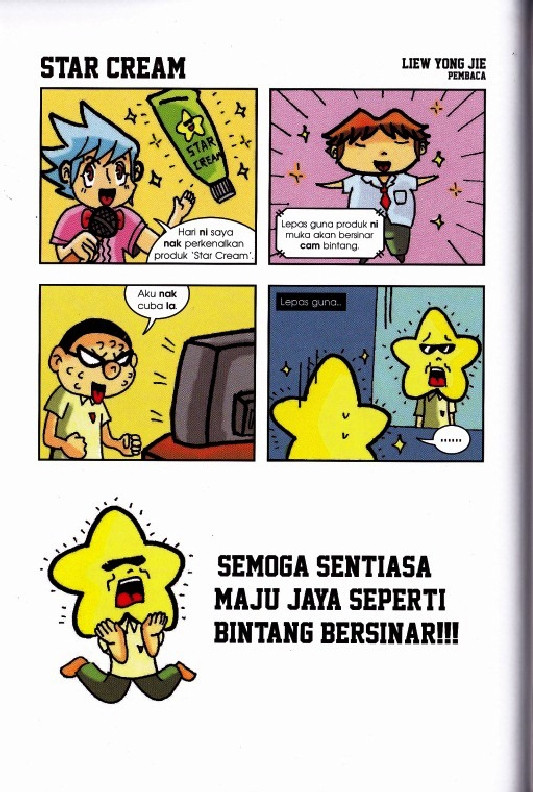 STAR CREAM
LIEW YONG JIE
PEMBACA
STAR
CREAM
Hari ni saya
nak perkenalkan
produk 'Star Cream'.
Lepas guna produk ni
muka akan bersinar
cam bintang.
Aku nak
cuba la.
Lepas guna..
......
SEMOGA SENTIASA
MAJU JAYA SEPERTI
BINTANG BERSINAR!!!